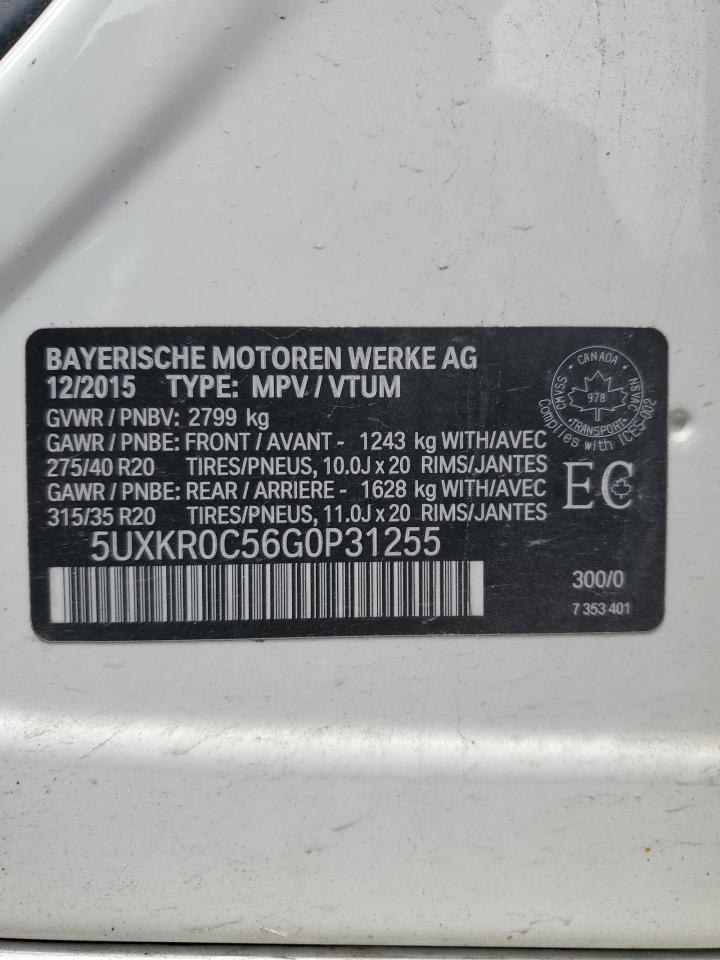 BAYERISCHE MOTOREN WERKE AG
12/2015 TYPE: MPV / VTUM
GVWR / PNBV: 2799 kg
GAWR / PNBE: FRONT / AVANT - 1243 kg WITH/AVEC
275/40 R20 TIRES/PNEUS, 10.0J x 20 RIMS/JANTES
GAWR / PNBE: REAR / ARRIERE - 1628 kg WITH/AVEC
315/35 R20 TIRES/PNEUS, 11.0J x 20 RIMS/JANTES
5UXKR0C56G0P31255
CANADA
CMVSS
NSVAC
978
TRANSPORT
Complies with ICES-002
EC
300/0
7 353 401